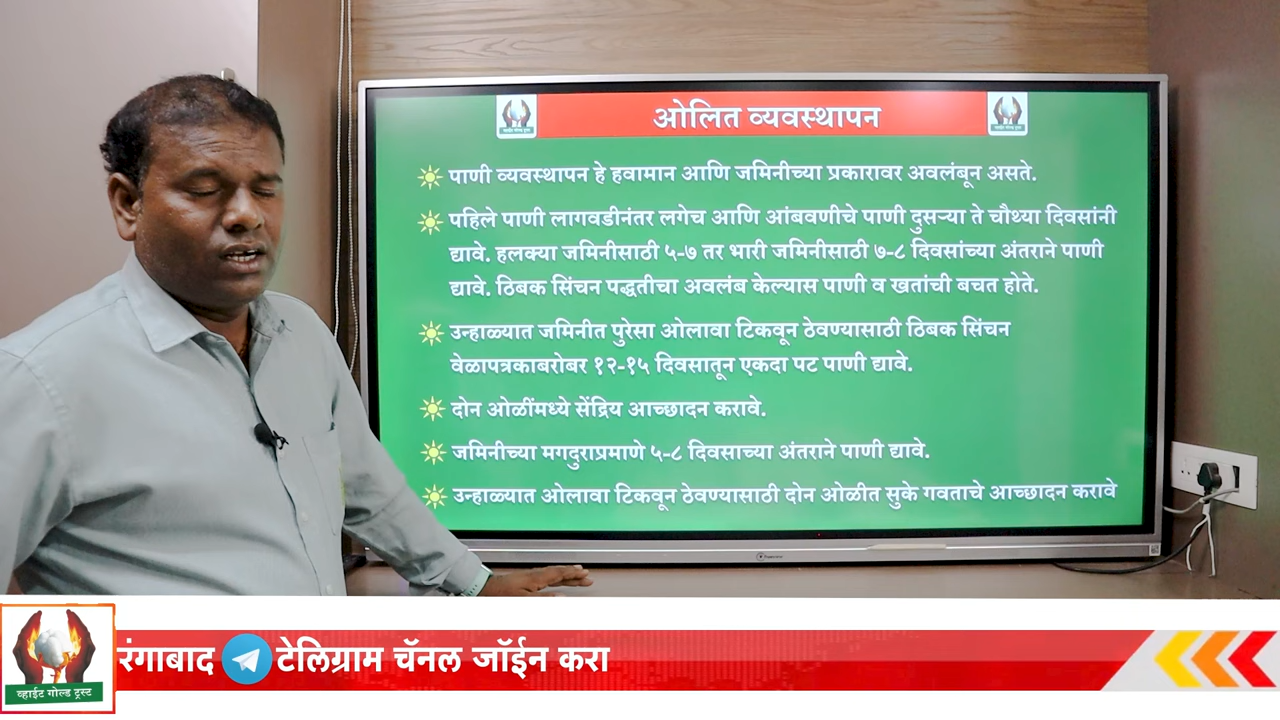 ओलित व्यवस्थापन
पाणी व्यवस्थापन हे हवामान आणि जमिनीच्या प्रकारावर अवलंबून असते.
पहिले पाणी लागवडीनंतर लगेच आणि आंबवणीचे पाणी दुसऱ्या ते चौथ्या दिवसांनी
द्यावे. हलक्या जमिनीसाठी ५-७ तर भारी जमिनीसाठी ७-८ दिवसांच्या अंतराने पाणी
द्यावे. ठिबक सिंचन पद्धतीचा अवलंब केल्यास पाणी व खतांची बचत होते.
उन्हाळ्यात जमिनीत पुरेसा ओलावा टिकवून ठेवण्यासाठी ठिबक सिंचन
वेळापत्रकाबरोबर १२-१५ दिवसातून एकदा पट पाणी द्यावे.
दोन ओळींमध्ये सेंद्रिय आच्छादन करावे.
जमिनीच्या मगदुराप्रमाणे ५-८ दिवसाच्या अंतराने पाणी द्यावे.
उन्हाळ्यात ओलावा टिकवून ठेवण्यासाठी दोन ओळीत सुके गवताचे आच्छादन करावे
रंगाबाद टेलिग्राम चॅनल जॉईन करा
व्हाईट गोल्ड ट्रस्ट